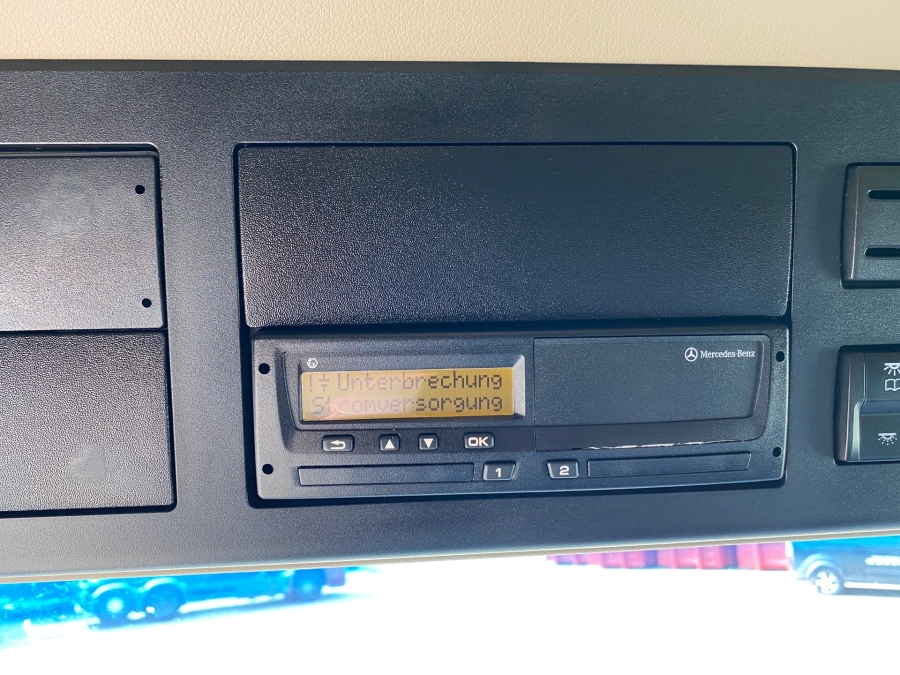 Mercedes-Benz
! Unterbrechung
Stromversorgung
OK
1
2